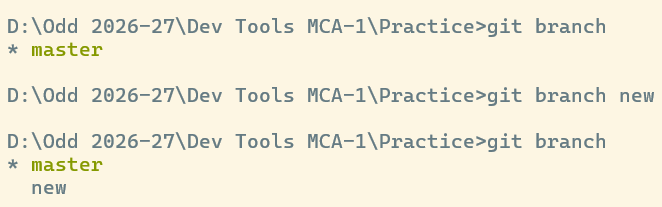 D:\Odd 2026-27\Dev Tools MCA-1\Practice>git branch
* master
D:\Odd 2026-27\Dev Tools MCA-1\Practice>git branch new
D:\Odd 2026-27\Dev Tools MCA-1\Practice>git branch
* master
  new